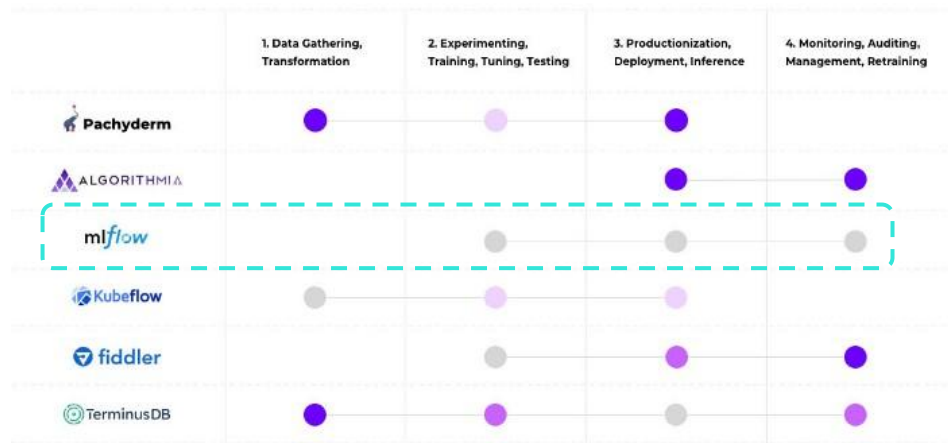 1. Data Gathering,
Transformation
2. Experimenting,
Training, Tuning, Testing
3. Productionization,
Deployment, Inference
4. Monitoring, Auditing,
Management, Retraining
Pachyderm
ALGORITHMIA
mlflow
Kubeflow
fiddler
TerminusDB